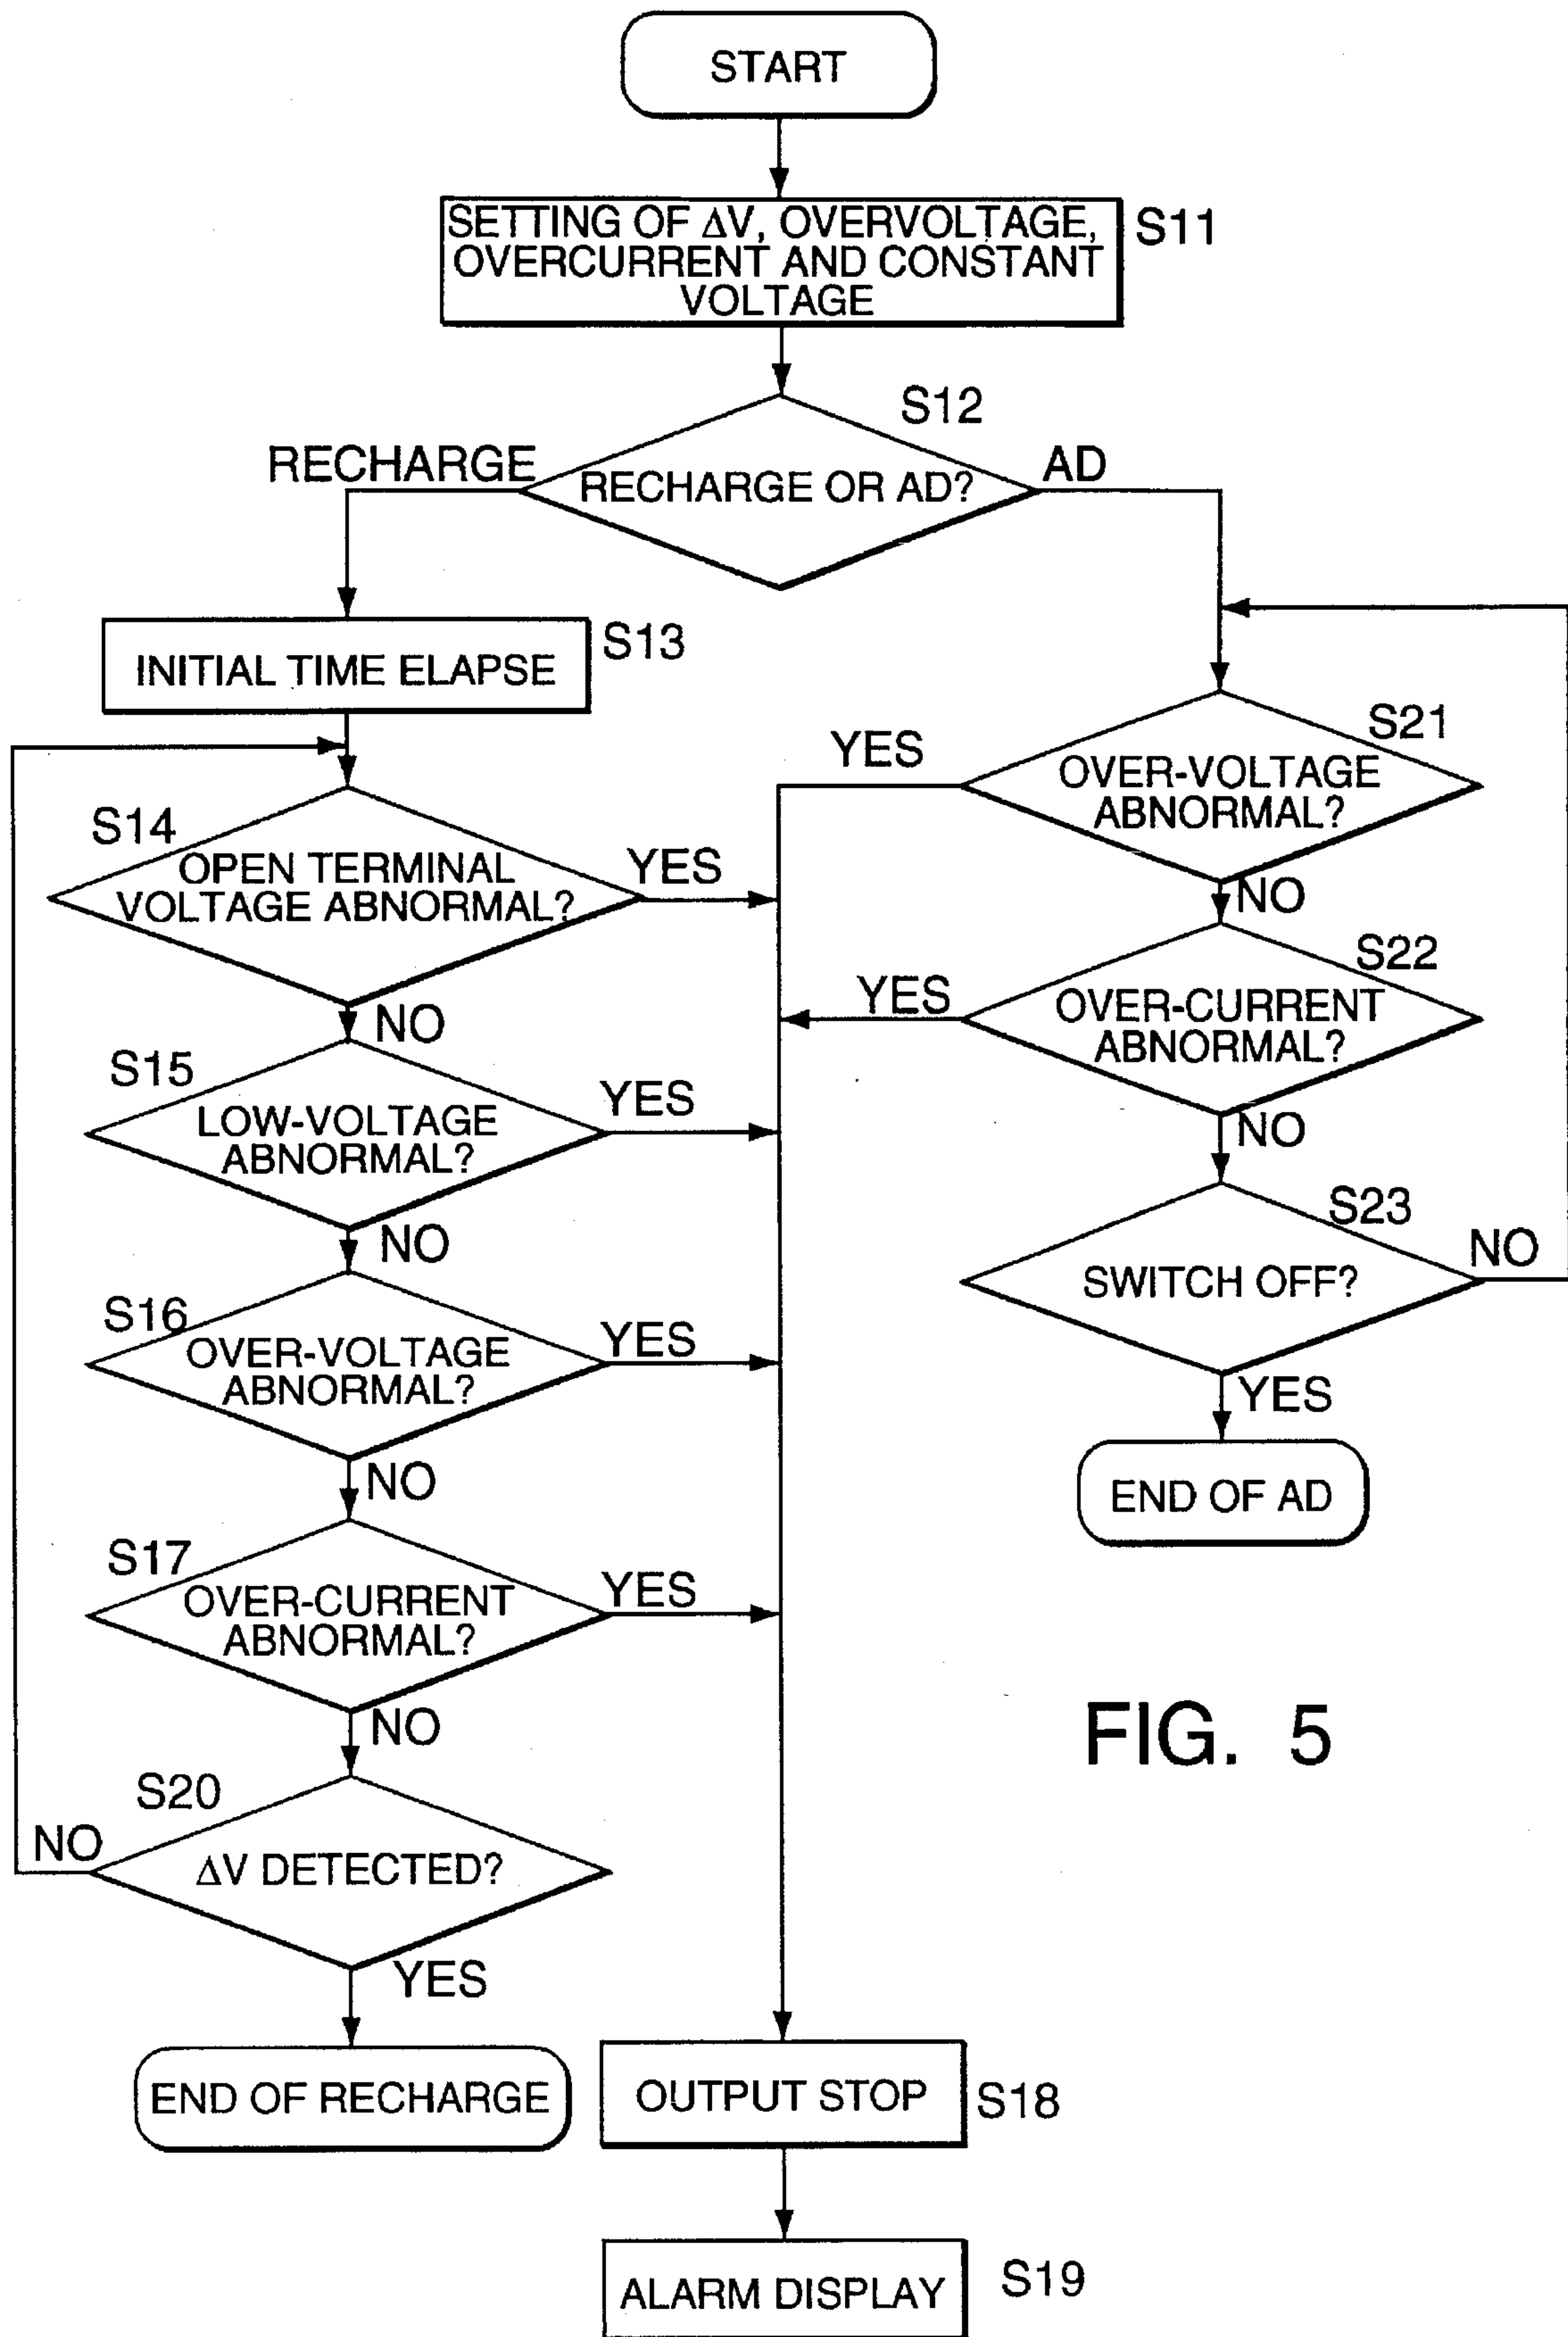 START
SETTING OF ΔV, OVERVOLTAGE,
OVERCURRENT AND CONSTANT
VOLTAGE
S11
S12
RECHARGE
RECHARGE OR AD?
AD
INITIAL TIME ELAPSE
S13
S14
OPEN TERMINAL
VOLTAGE ABNORMAL?
YES
NO
S15
LOW-VOLTAGE
ABNORMAL?
YES
NO
S16
OVER-VOLTAGE
ABNORMAL?
YES
NO
S17
OVER-CURRENT
ABNORMAL?
YES
NO
S20
NO
ΔV DETECTED?
YES
END OF RECHARGE
S21
YES
OVER-VOLTAGE
ABNORMAL?
NO
S22
YES
OVER-CURRENT
ABNORMAL?
NO
S23
SWITCH OFF?
NO
YES
END OF AD
OUTPUT STOP
S18
ALARM DISPLAY
S19
FIG. 5